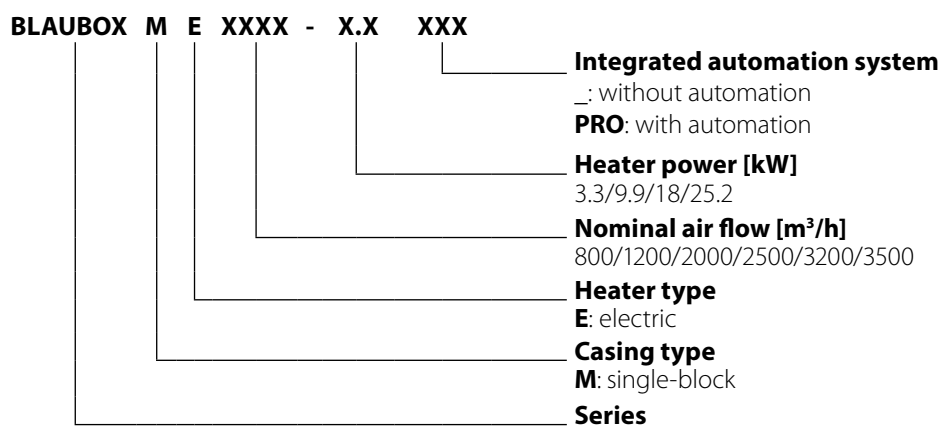 BLAUBOX M E XXXX - X.X XXX
Integrated automation system
_: without automation
PRO: with automation
Heater power [kW]
3.3/9.9/18/25.2
Nominal air flow [m³/h]
800/1200/2000/2500/3200/3500
Heater type
E: electric
Casing type
M: single-block
Series